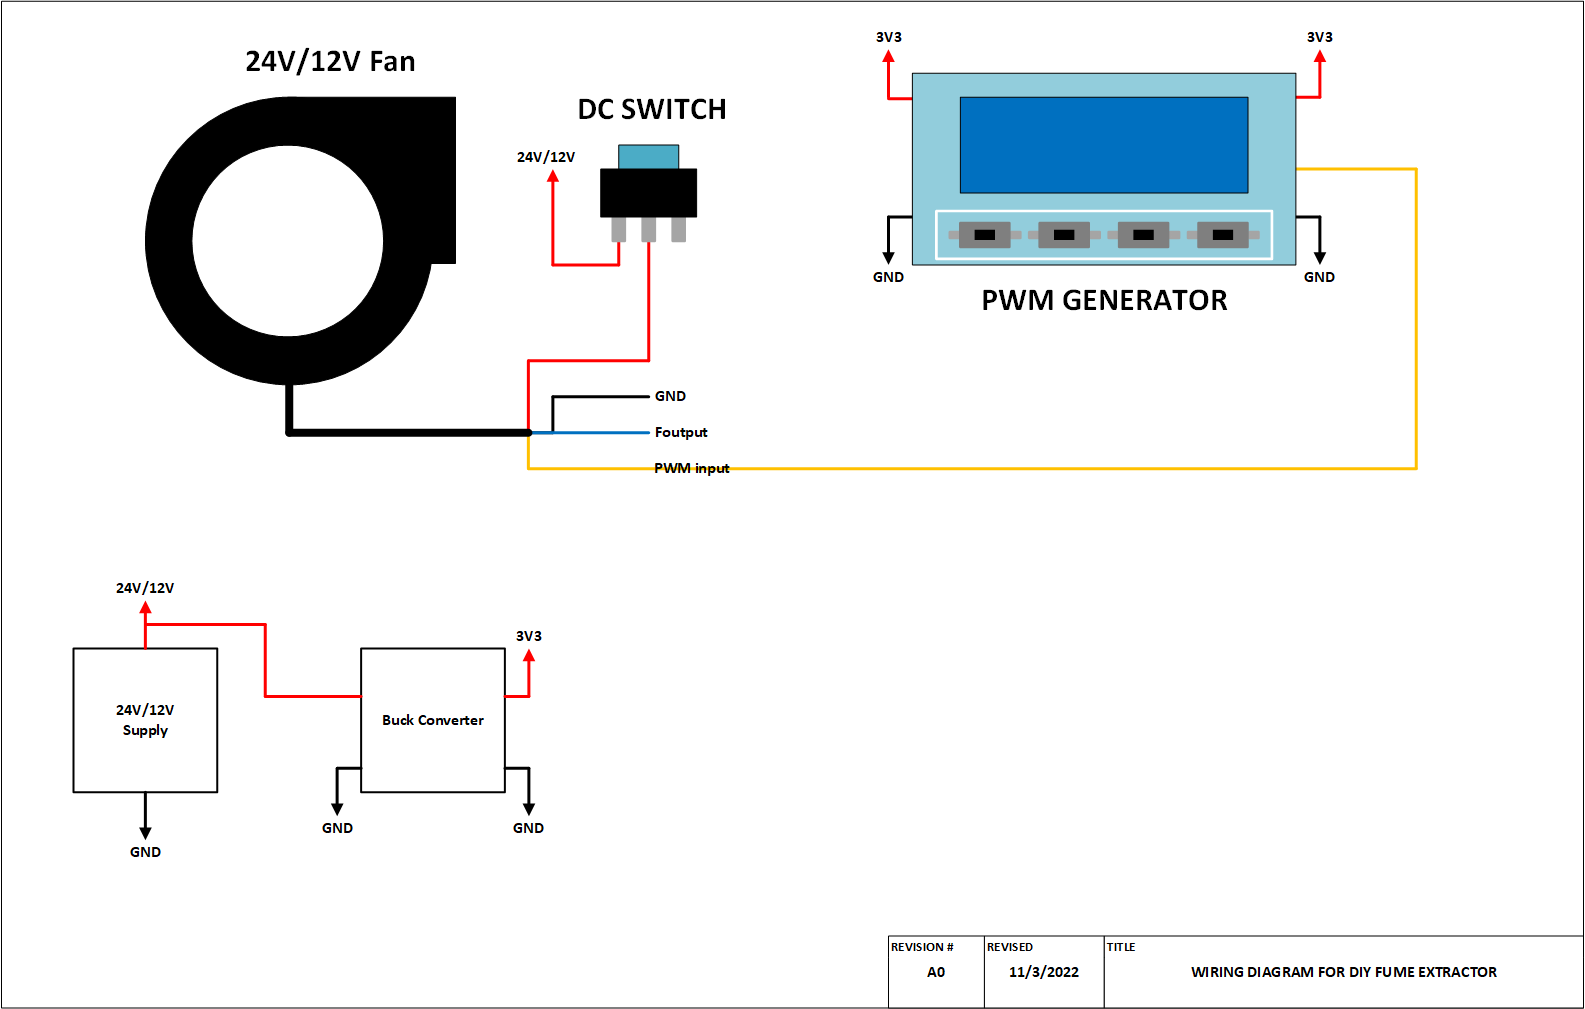 24V/12V Fan
DC SWITCH
24V/12V
3V3
3V3
GND
GND
PWM GENERATOR
GND
Foutput
PWM input
24V/12V
24V/12V
Supply
GND
Buck Converter
3V3
GND
GND
REVISION #
A0
REVISED
11/3/2022
TITLE
WIRING DIAGRAM FOR DIY FUME EXTRACTOR